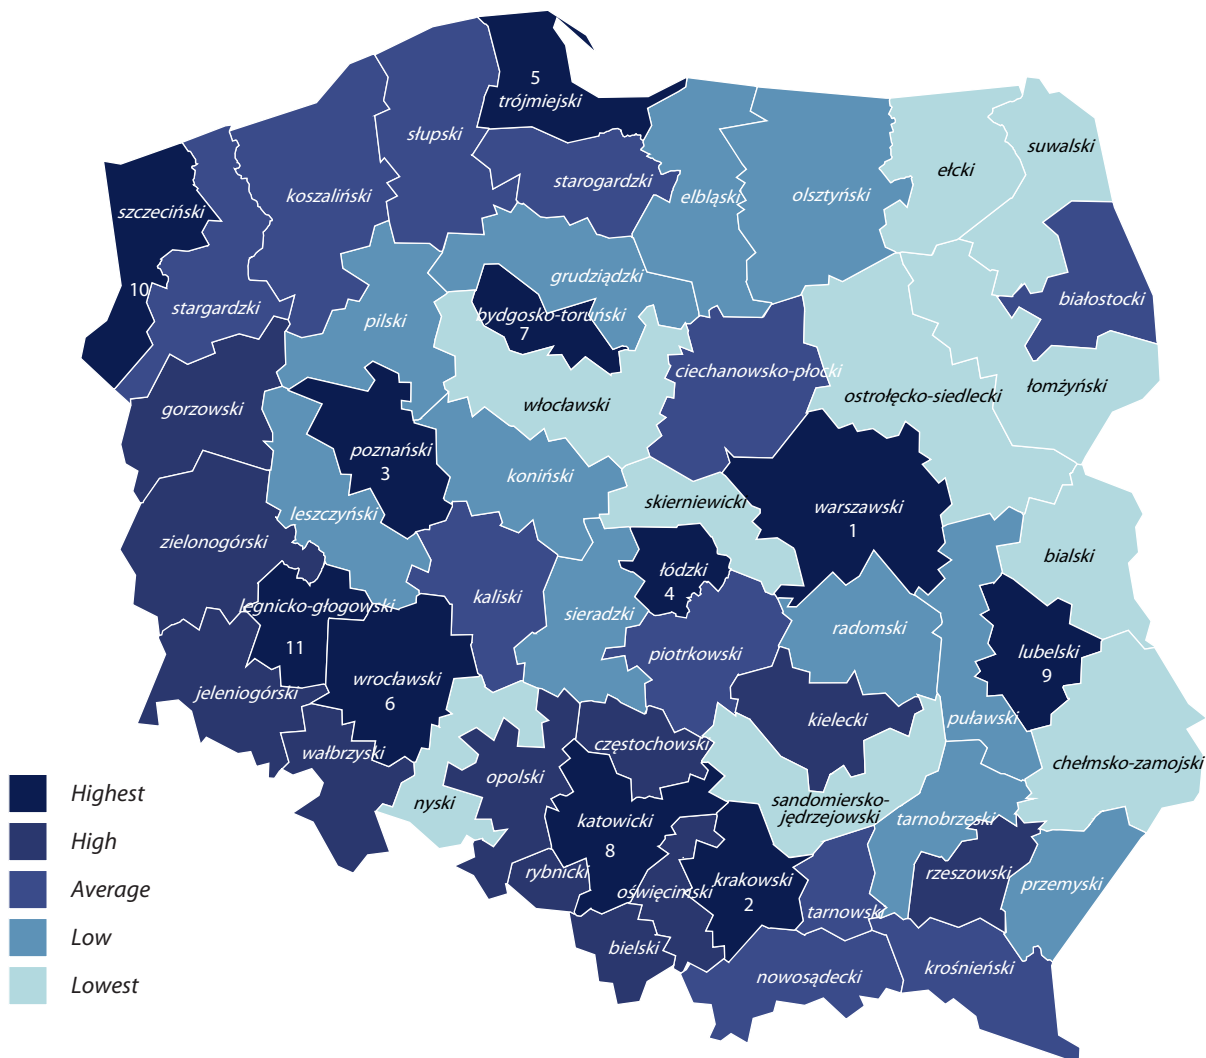 5
trójmiejski
słupski
suwalski
ełcki
starogardzki
koszaliński
elbląski
olsztyński
szczeciński
10
stargardzki
grudziądzki
białostocki
pilski
bydgosko-toruński
7
ciechanowsko-płocki
łomżyński
ostrołęcko-siedlecki
włocławski
gorzowski
poznański
3
koniński
skierniewicki
warszawski
1
leszczyński
zielonogórski
bialski
łódzki
4
kaliski
legnicko-głogowski
11
sieradzki
radomski
piotrkowski
lubelski
9
wrocławski
6
jeleniogórski
kielecki
puławski
częstochowski
wałbrzyski
chełmsko-zamojski
opolski
nyski
sandomiersko-
jędrzejowski
katowicki
8
tarnobrzeski
rybnicki
oświęcimski
krakowski
2
rzeszowski
przemyski
tarnowski
bielski
nowosądecki
krośnieński
Highest
High
Average
Low
Lowest